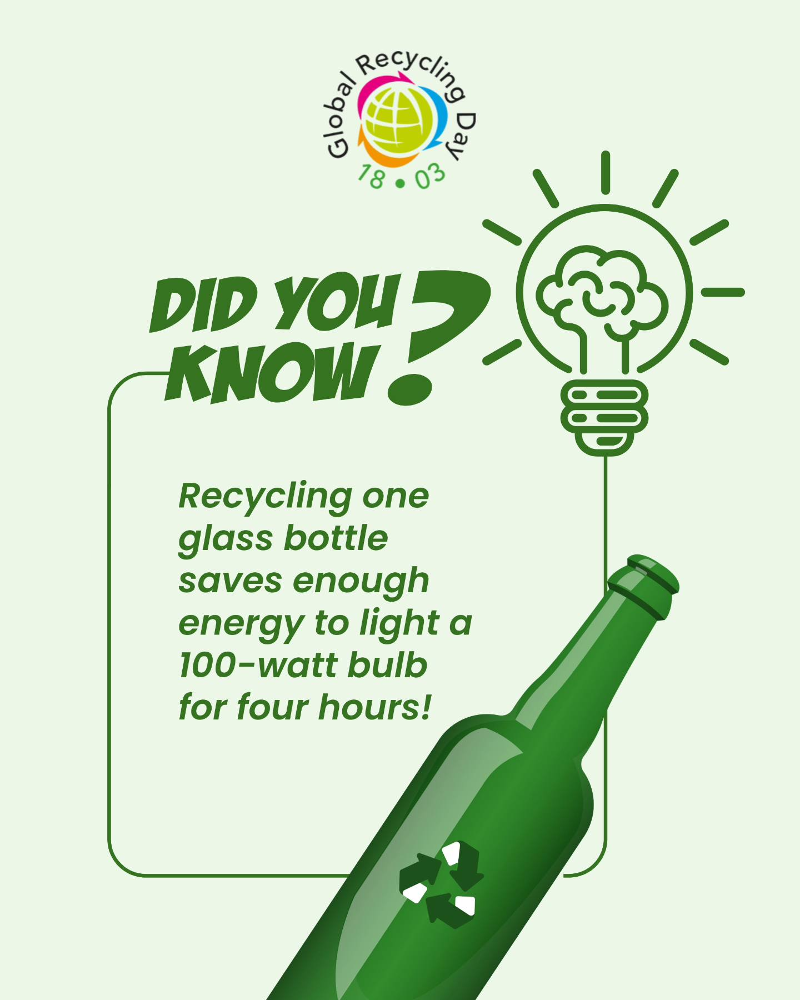 Global Recycling Day
18 • 03
DID YOU
KNOW?
Recycling one
glass bottle
saves enough
energy to light a
100-watt bulb
for four hours!